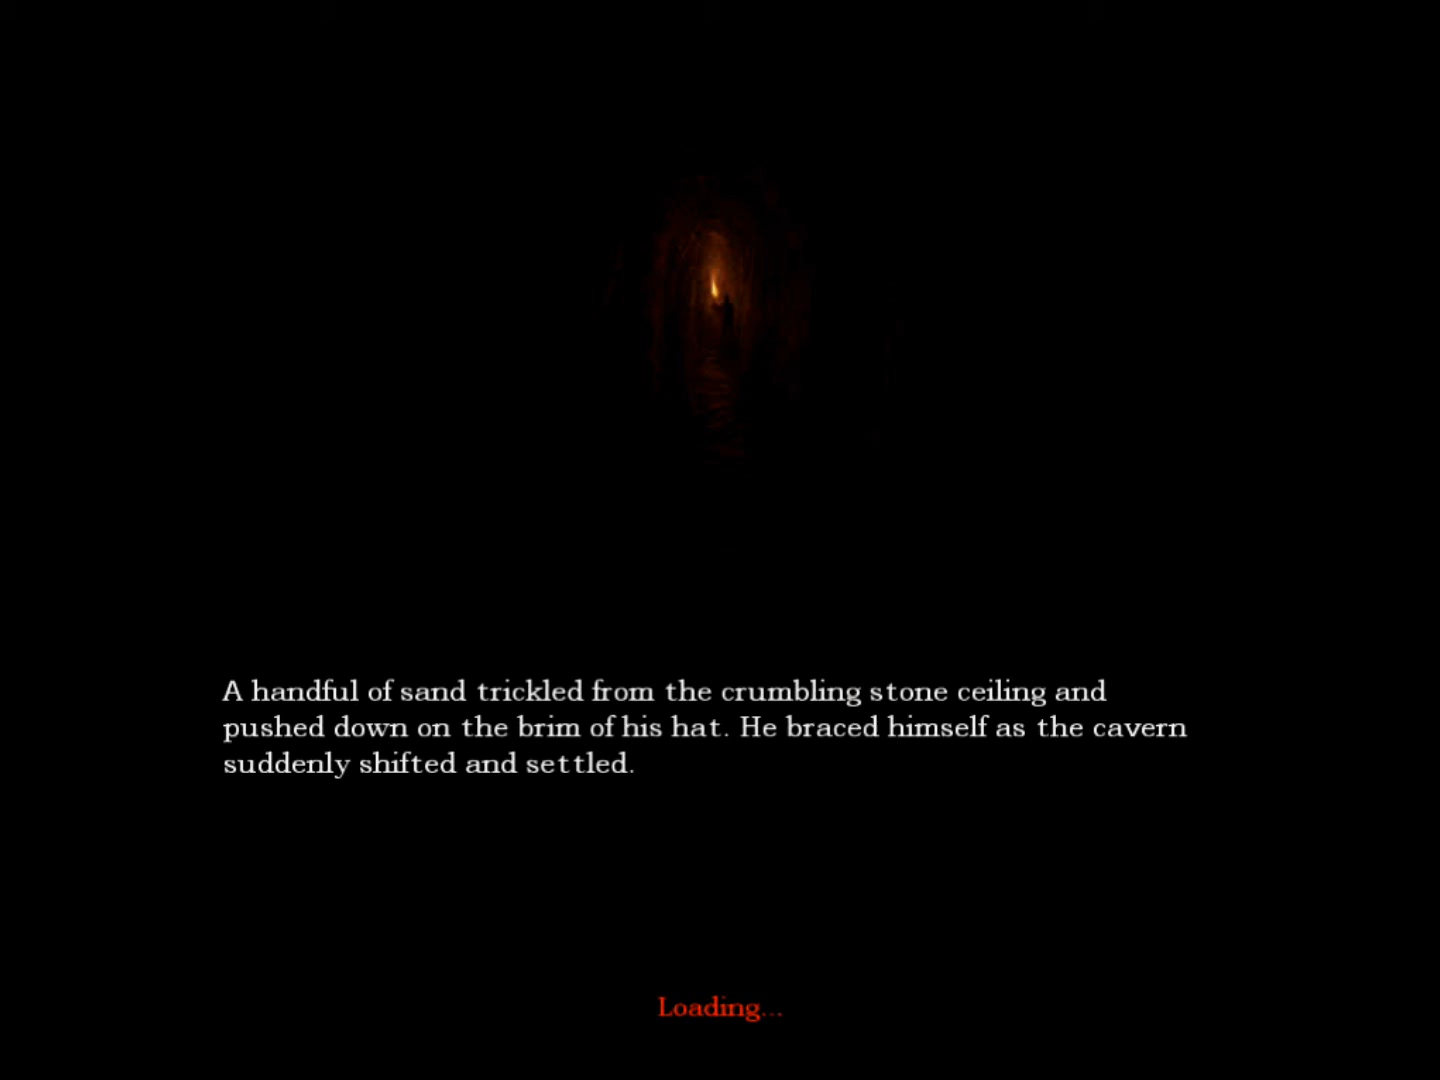 A handful of sand trickled from the crumbling stone ceiling and
pushed down on the brim of his hat. He braced himself as the cavern
suddenly shifted and settled.
Loading...